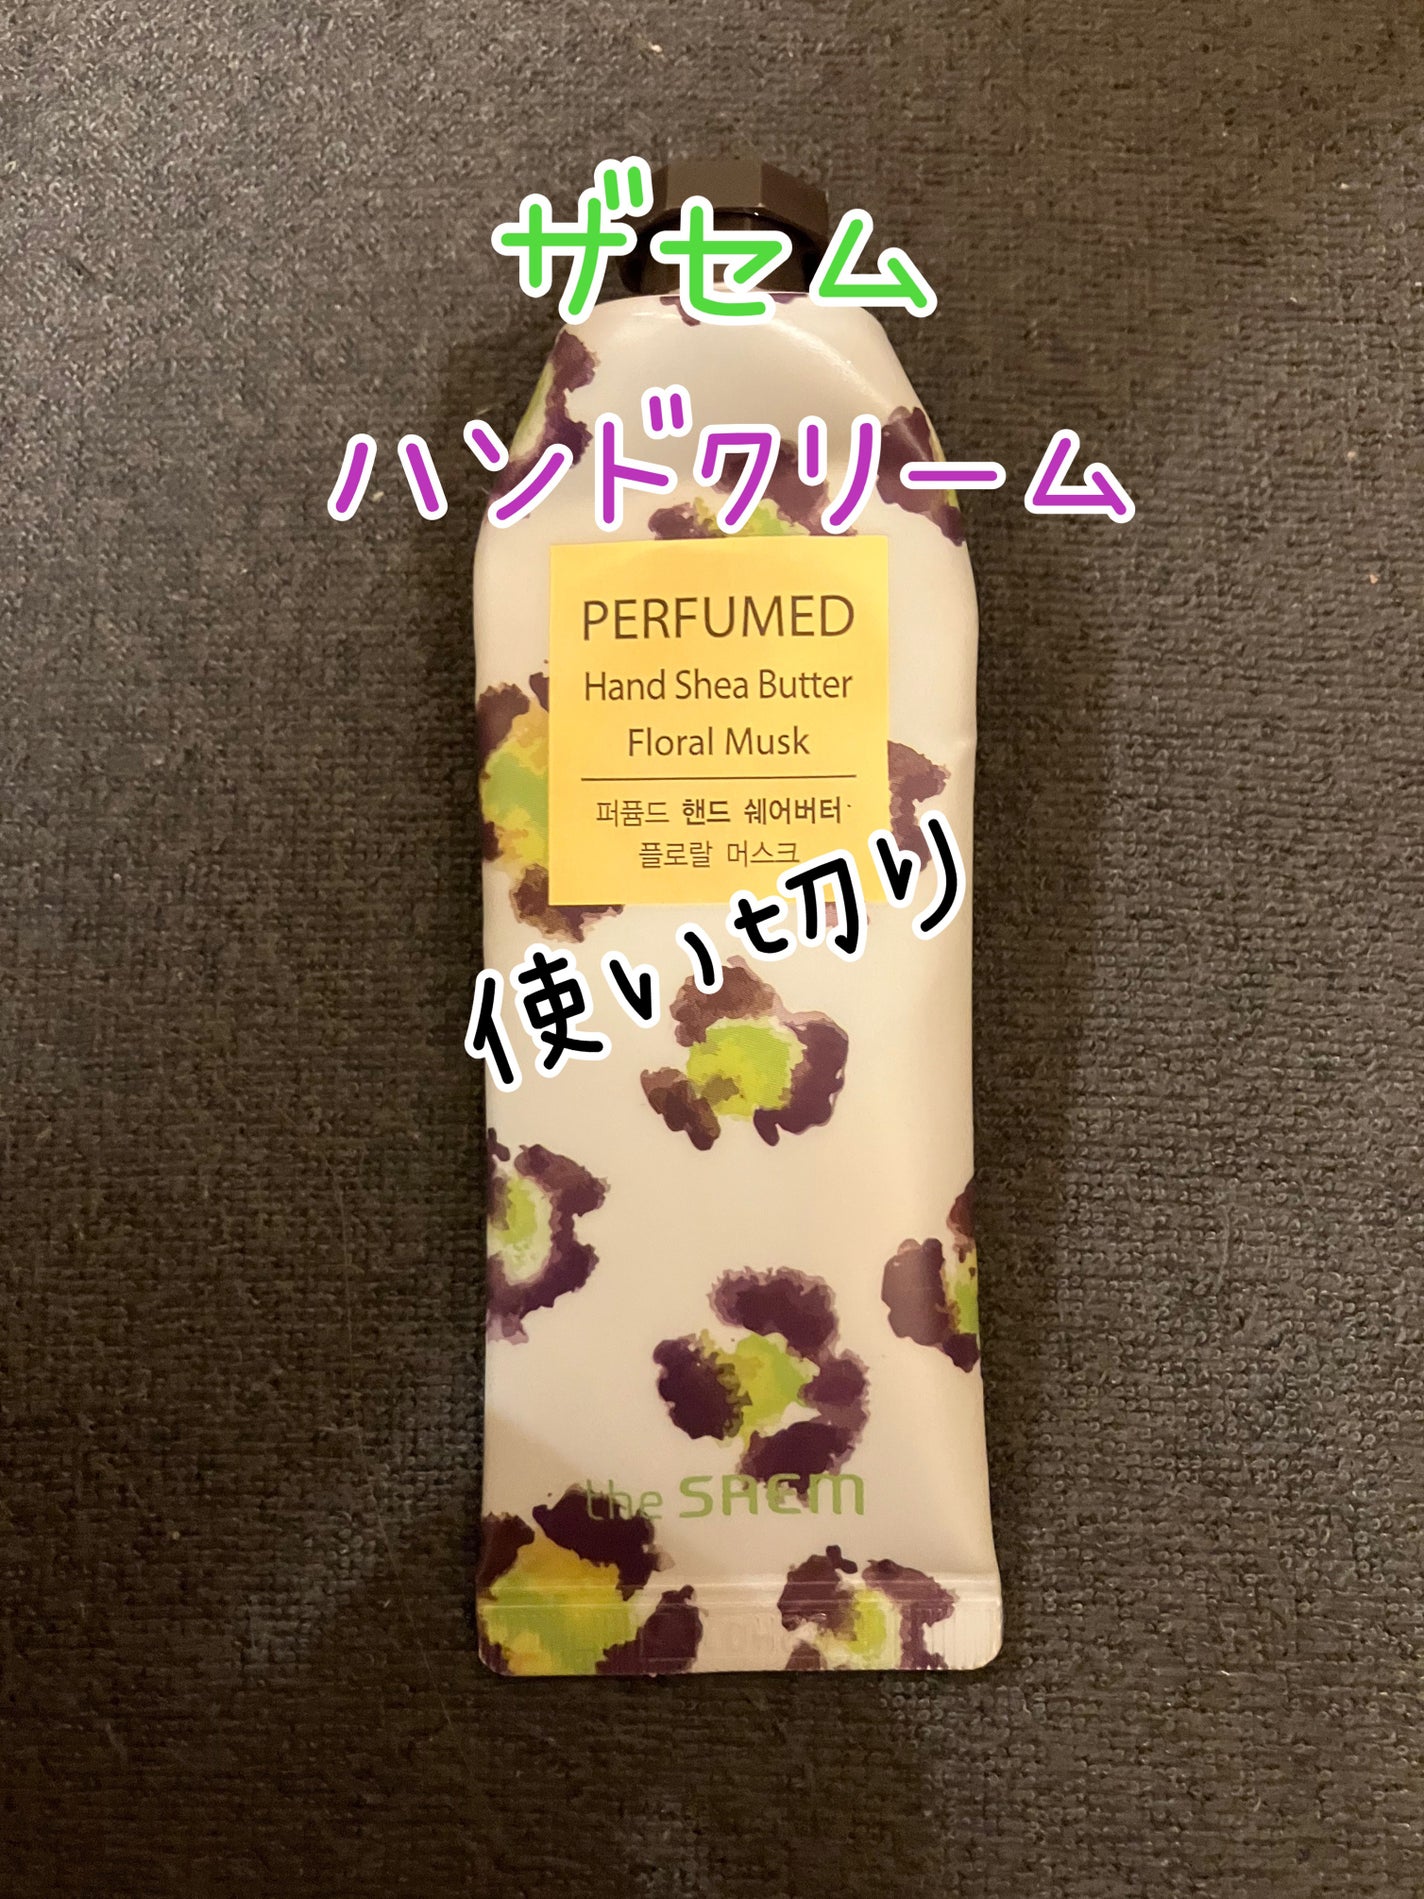 ザセム
ハンドクリーム
PERFUMED
Hand Shea Butter
Floral Musk
퍼퓸드 핸드 쉐어버터
플로랄 머스크
使い切り
the SAEM